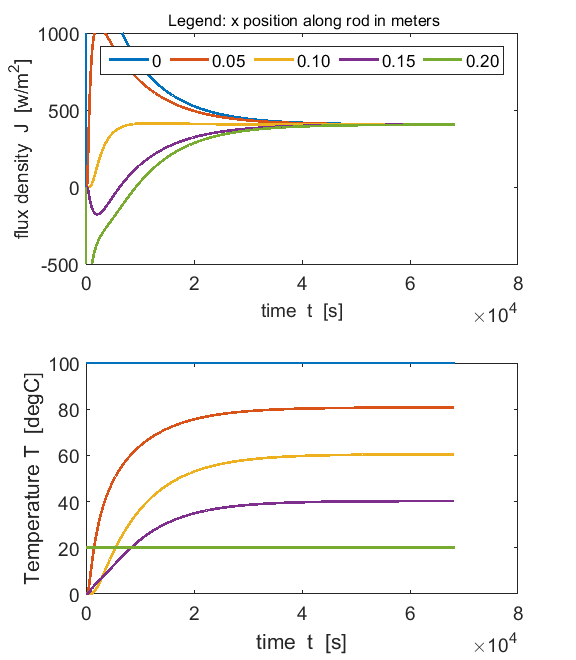 Legend: x position along rod in meters
1000
500
0
-500
flux density J [w/m²]
0 0.05 0.10 0.15 0.20
0 2 4 6 8
time t [s]
×10⁴
100
80
60
40
20
0
Temperature T [degC]
0 2 4 6 8
time t [s]
×10⁴